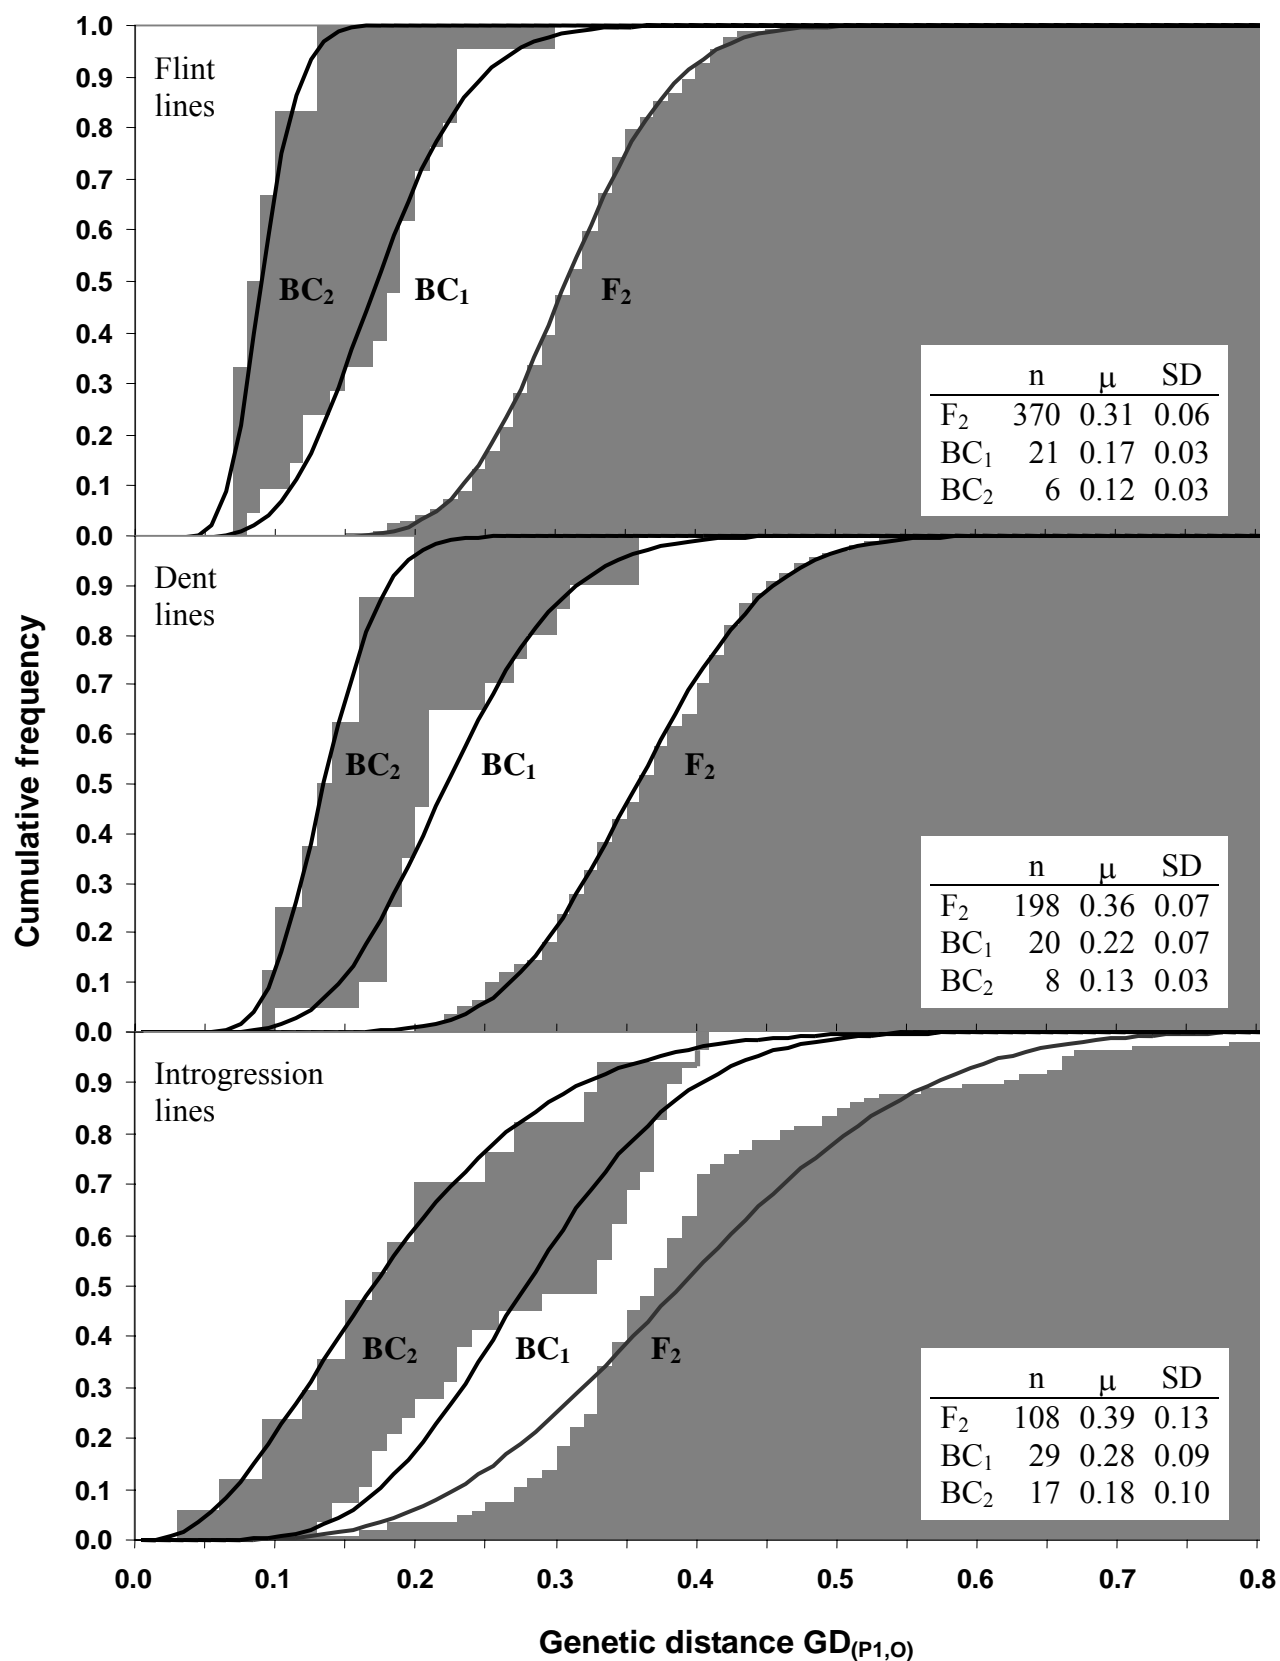 Cumulative frequency
1.0
0.9
0.8
0.7
0.6
0.5
0.4
0.3
0.2
0.1
0.0
Flint
lines
BC₂ BC₁ F₂
n μ SD
F₂ 370 0.31 0.06
BC₁ 21 0.17 0.03
BC₂ 6 0.12 0.03
0.9
0.8
0.7
0.6
0.5
0.4
0.3
0.2
0.1
0.0
Dent
lines
BC₂ BC₁ F₂
n μ SD
F₂ 198 0.36 0.07
BC₁ 20 0.22 0.07
BC₂ 8 0.13 0.03
0.9
0.8
0.7
0.6
0.5
0.4
0.3
0.2
0.1
0.0
Introgression
lines
BC₂ BC₁ F₂
n μ SD
F₂ 108 0.39 0.13
BC₁ 29 0.28 0.09
BC₂ 17 0.18 0.10
0.0 0.1 0.2 0.3 0.4 0.5 0.6 0.7 0.8
Genetic distance GD(P1,O)